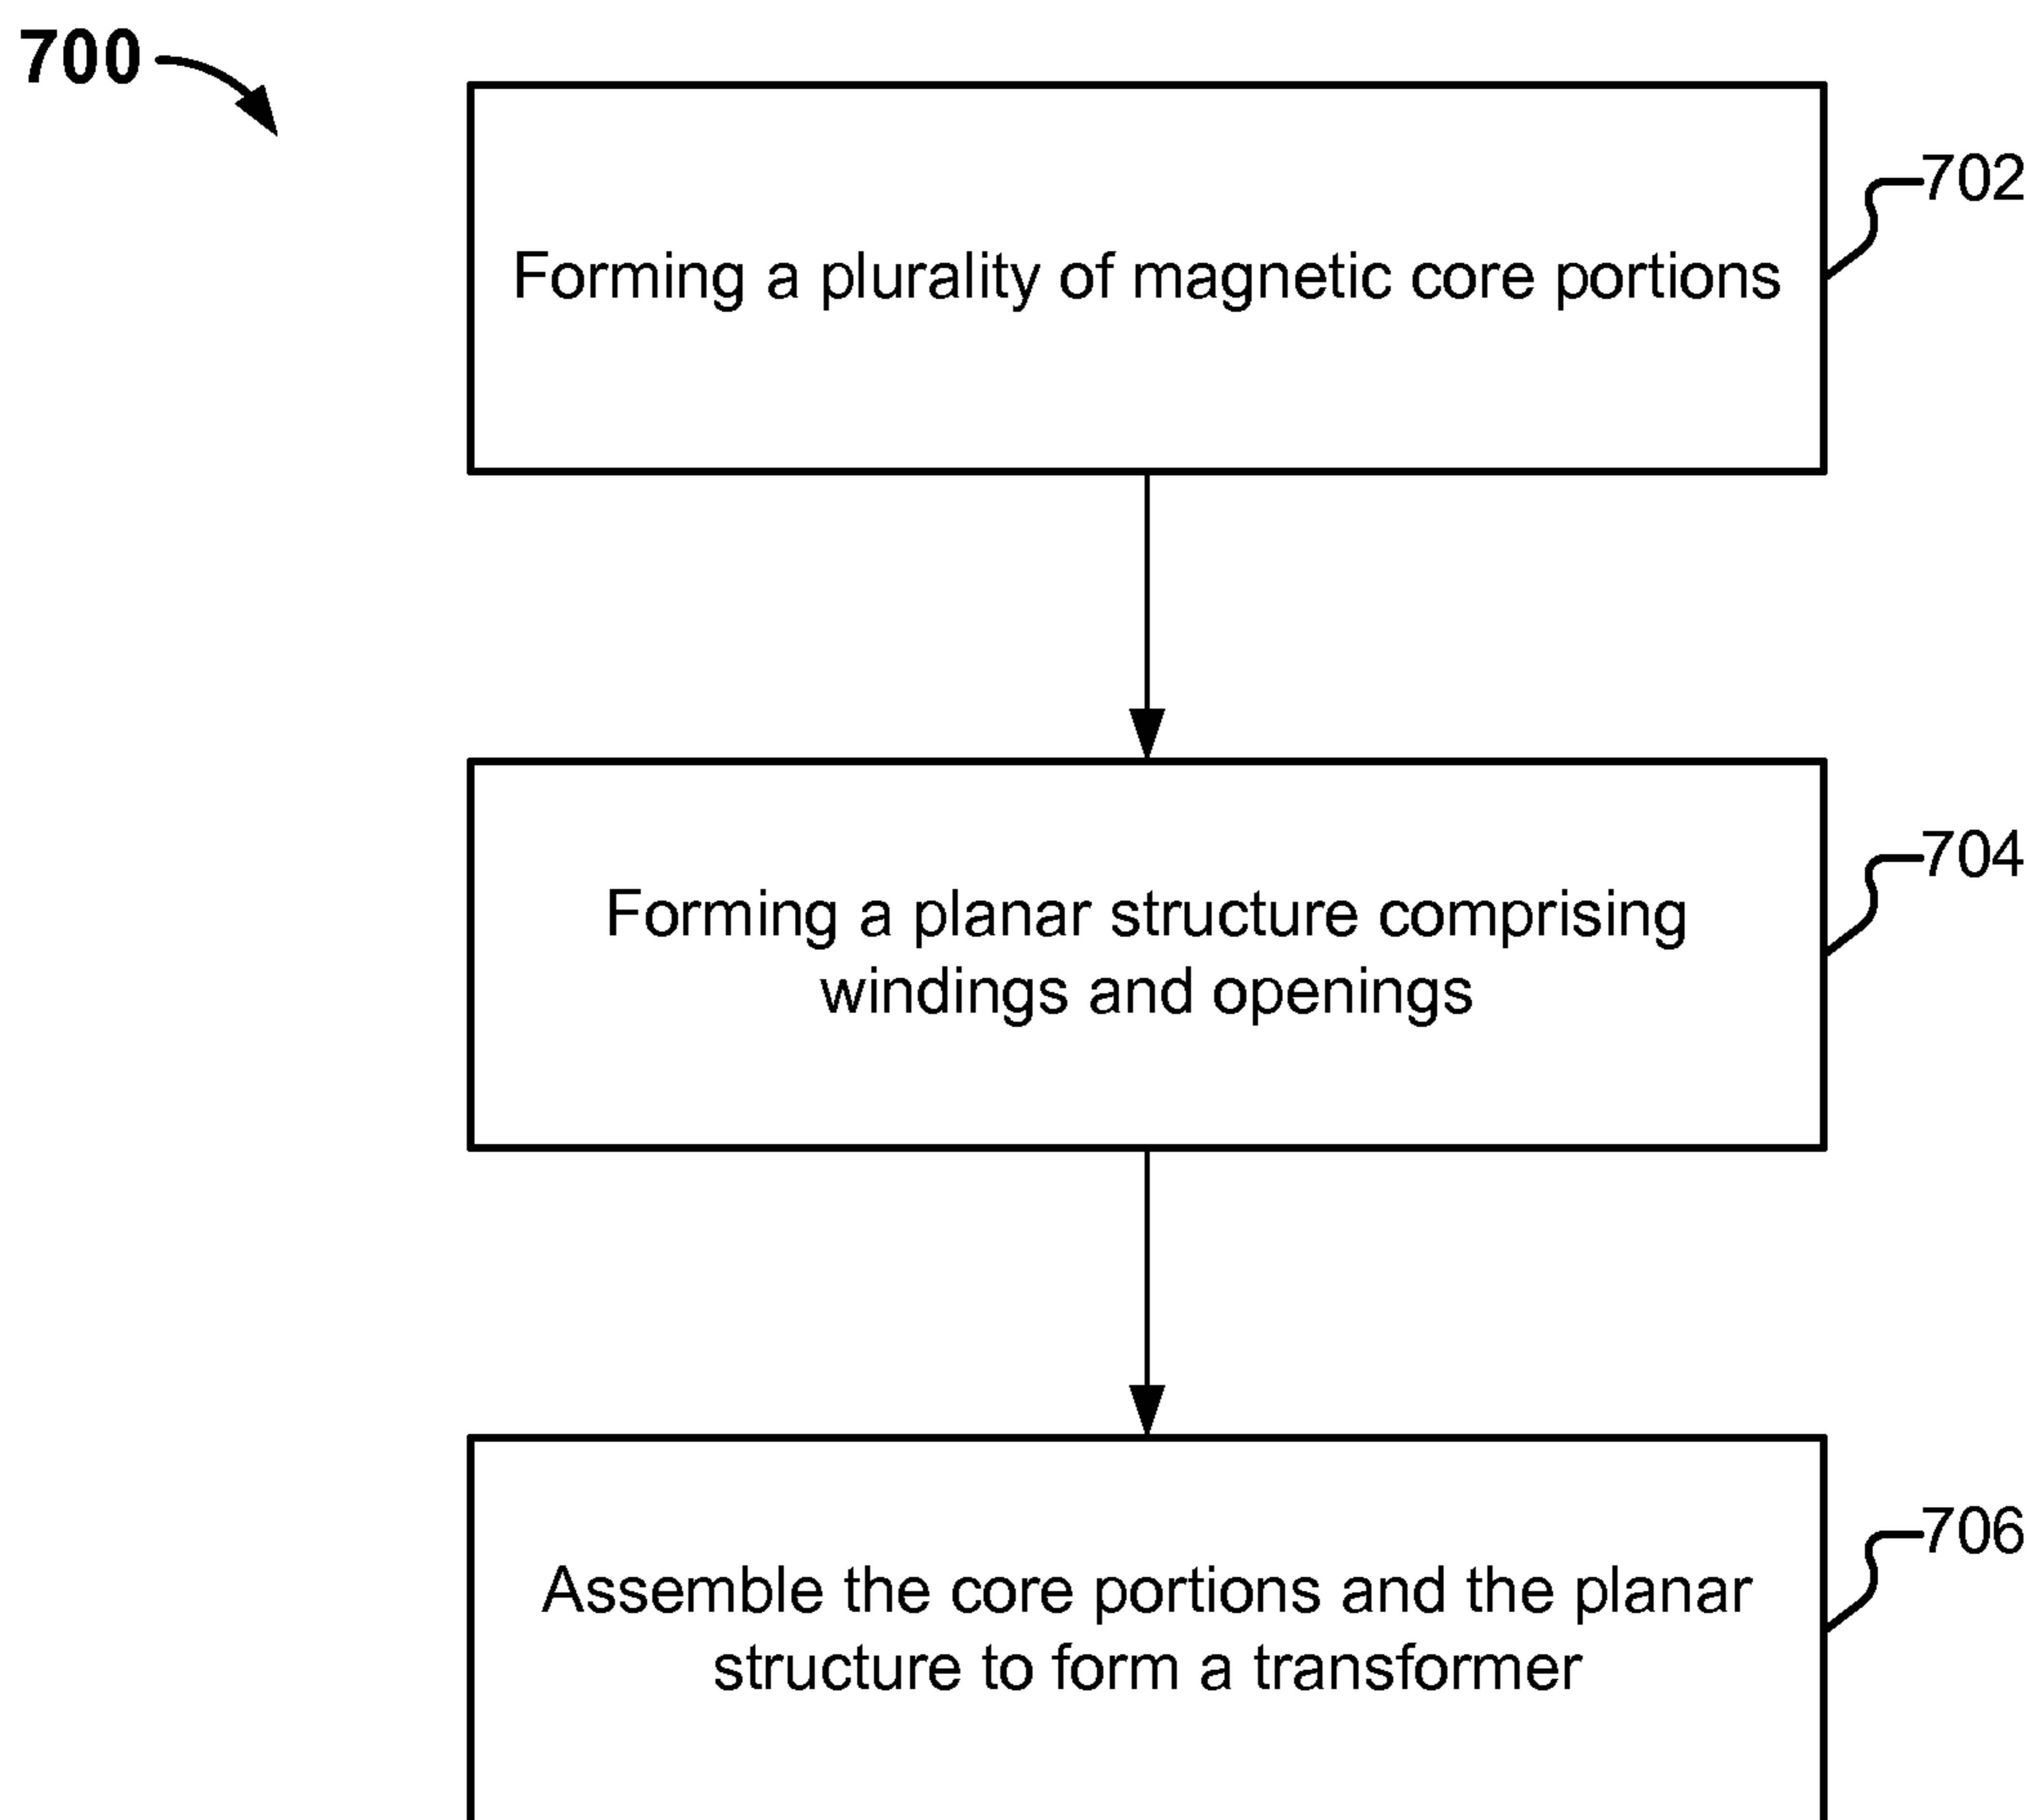 700
702
Forming a plurality of magnetic core portions
704
Forming a planar structure comprising
windings and openings
706
Assemble the core portions and the planar
structure to form a transformer